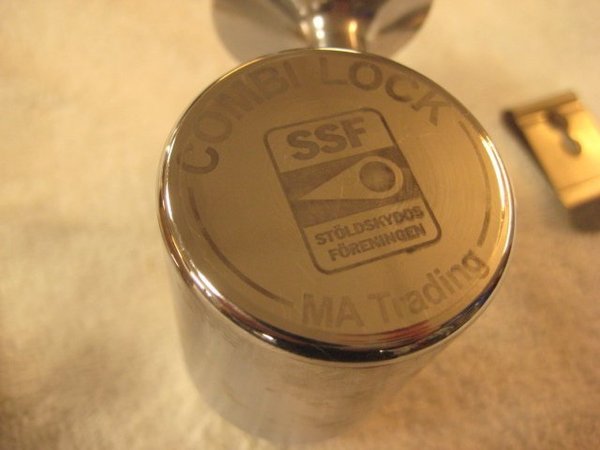 COMBI LOCK
SSF
STÖLDSKYDDS
FÖRENINGEN
MA Trading